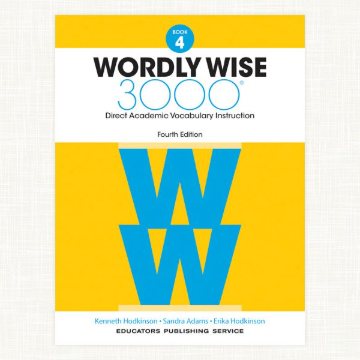 BOOK
4
WORDLY WISE
3000®
Direct Academic Vocabulary Instruction
Fourth Edition
W
W
Kenneth Hodkinson • Sandra Adams • Erika Hodkinson
EDUCATORS PUBLISHING SERVICE